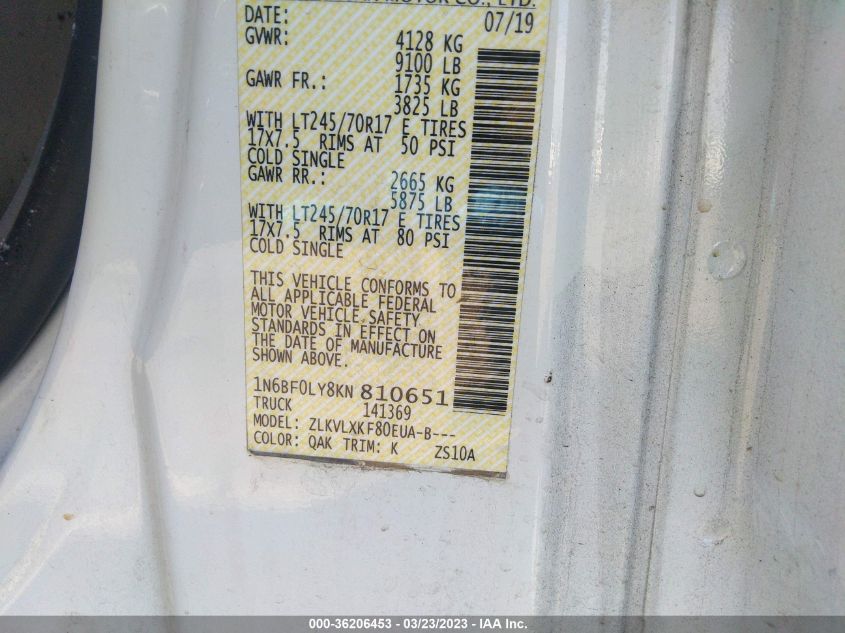 MOTOR CO., LTD.
DATE: 07/19
GVWR: 4128 KG
9100 LB
GAWR FR.: 1735 KG
3825 LB
WITH LT245/70R17 E TIRES
17X7.5 RIMS AT 50 PSI
COLD SINGLE
GAWR RR.: 2665 KG
5875 LB
WITH LT245/70R17 E TIRES
17X7.5 RIMS AT 80 PSI
COLD SINGLE
THIS VEHICLE CONFORMS TO
ALL APPLICABLE FEDERAL
MOTOR VEHICLE SAFETY
STANDARDS IN EFFECT ON
THE DATE OF MANUFACTURE
SHOWN ABOVE.
1N6BF0LY8KN 810651
TRUCK 141369
MODEL: ZLKVLXKF80EUA-B---
COLOR: QAK TRIM: K ZS10A
000-36206453 — 03/23/2023 — IAA Inc.